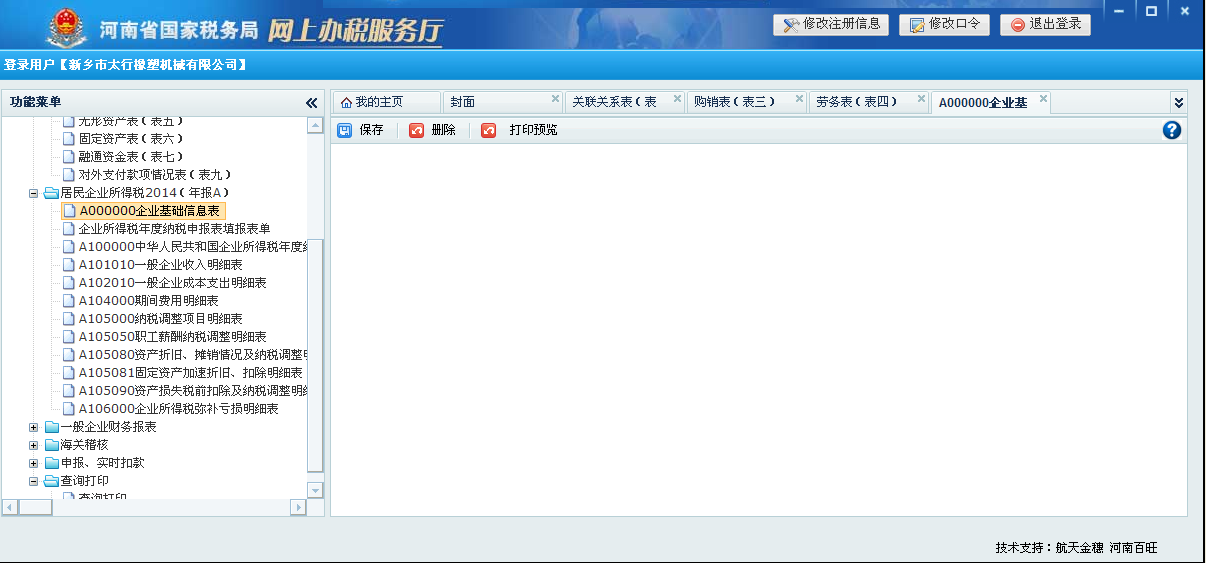 河南省国家税务局 网上办税服务厅
修改注册信息 修改口令 退出登录
登录用户【新乡市太行橡塑机械有限公司】
功能菜单
我的主页 封面 关联关系表（表 购销表（表三） 劳务表（表四） A000000企业基
保存 删除 打印预览
无形资产表（表五）
固定资产表（表六）
融通资金表（表七）
对外支付款项情况表（表九）
居民企业所得税2014（年报A）
A000000企业基础信息表
企业所得税年度纳税申报表填报表单
A100000中华人民共和国企业所得税年度纳
A101010一般企业收入明细表
A102010一般企业成本支出明细表
A104000期间费用明细表
A105000纳税调整项目明细表
A105050职工薪酬纳税调整明细表
A105080资产折旧、摊销情况及纳税调整明
A105081固定资产加速折旧、扣除明细表
A105090资产损失税前扣除及纳税调整明细
A106000企业所得税弥补亏损明细表
一般企业财务报表
海关稽核
申报、实时扣款
查询打印
查询打印
技术支持：航天金穗 河南百旺